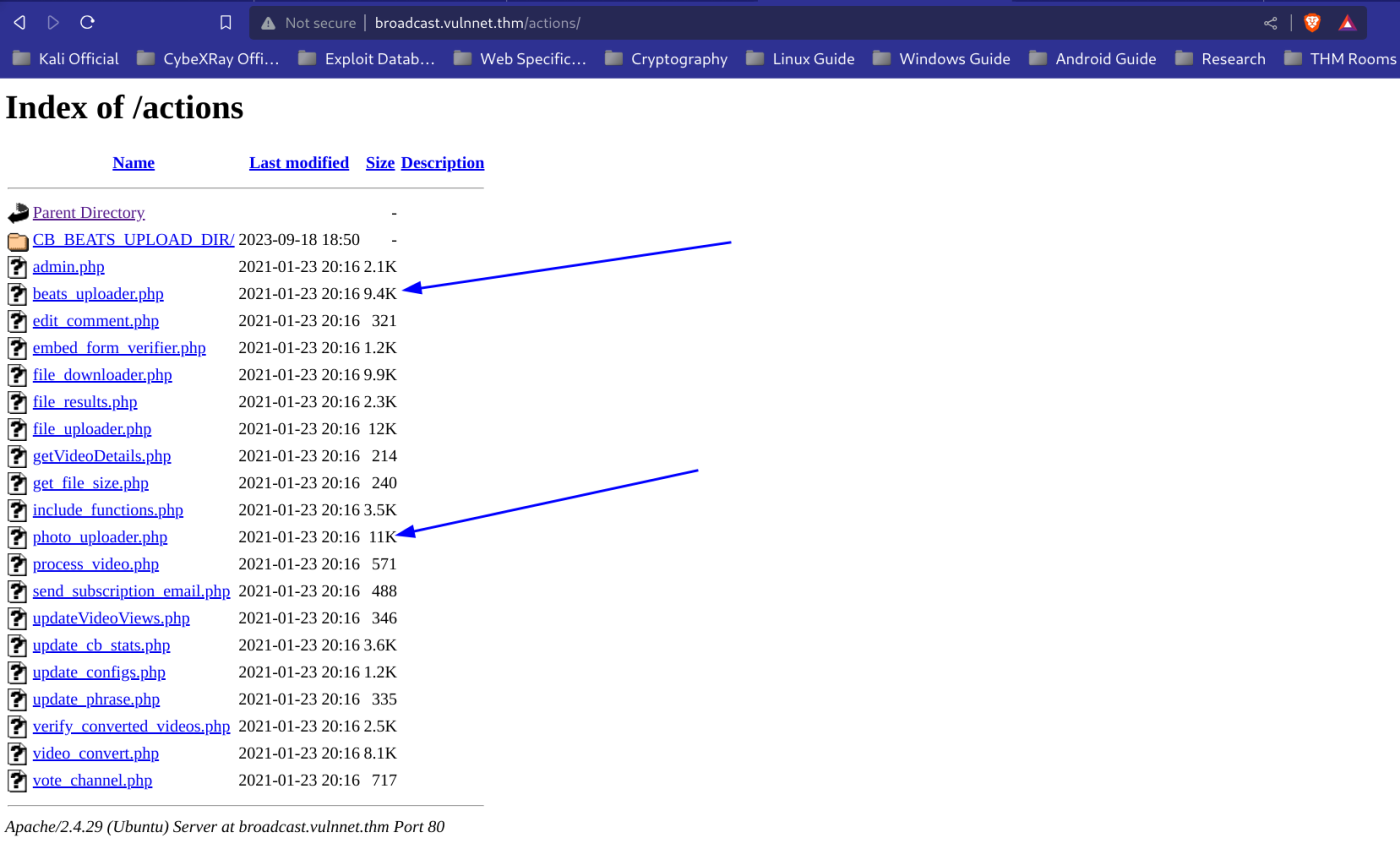 Not secure broadcast.vulnnet.thm/actions/
Kali Official CybeXRay Offi... Exploit Datab... Web Specific... Cryptography Linux Guide Windows Guide Android Guide Research THM Rooms
Index of /actions
Name Last modified Size Description
Parent Directory -
CB_BEATS_UPLOAD_DIR/ 2023-09-18 18:50 -
admin.php 2021-01-23 20:16 2.1K
beats_uploader.php 2021-01-23 20:16 9.4K
edit_comment.php 2021-01-23 20:16 321
embed_form_verifier.php 2021-01-23 20:16 1.2K
file_downloader.php 2021-01-23 20:16 9.9K
file_results.php 2021-01-23 20:16 2.3K
file_uploader.php 2021-01-23 20:16 12K
getVideoDetails.php 2021-01-23 20:16 214
get_file_size.php 2021-01-23 20:16 240
include_functions.php 2021-01-23 20:16 3.5K
photo_uploader.php 2021-01-23 20:16 11K
process_video.php 2021-01-23 20:16 571
send_subscription_email.php 2021-01-23 20:16 488
updateVideoViews.php 2021-01-23 20:16 346
update_cb_stats.php 2021-01-23 20:16 3.6K
update_configs.php 2021-01-23 20:16 1.2K
update_phrase.php 2021-01-23 20:16 335
verify_converted_videos.php 2021-01-23 20:16 2.5K
video_convert.php 2021-01-23 20:16 8.1K
vote_channel.php 2021-01-23 20:16 717
Apache/2.4.29 (Ubuntu) Server at broadcast.vulnnet.thm Port 80